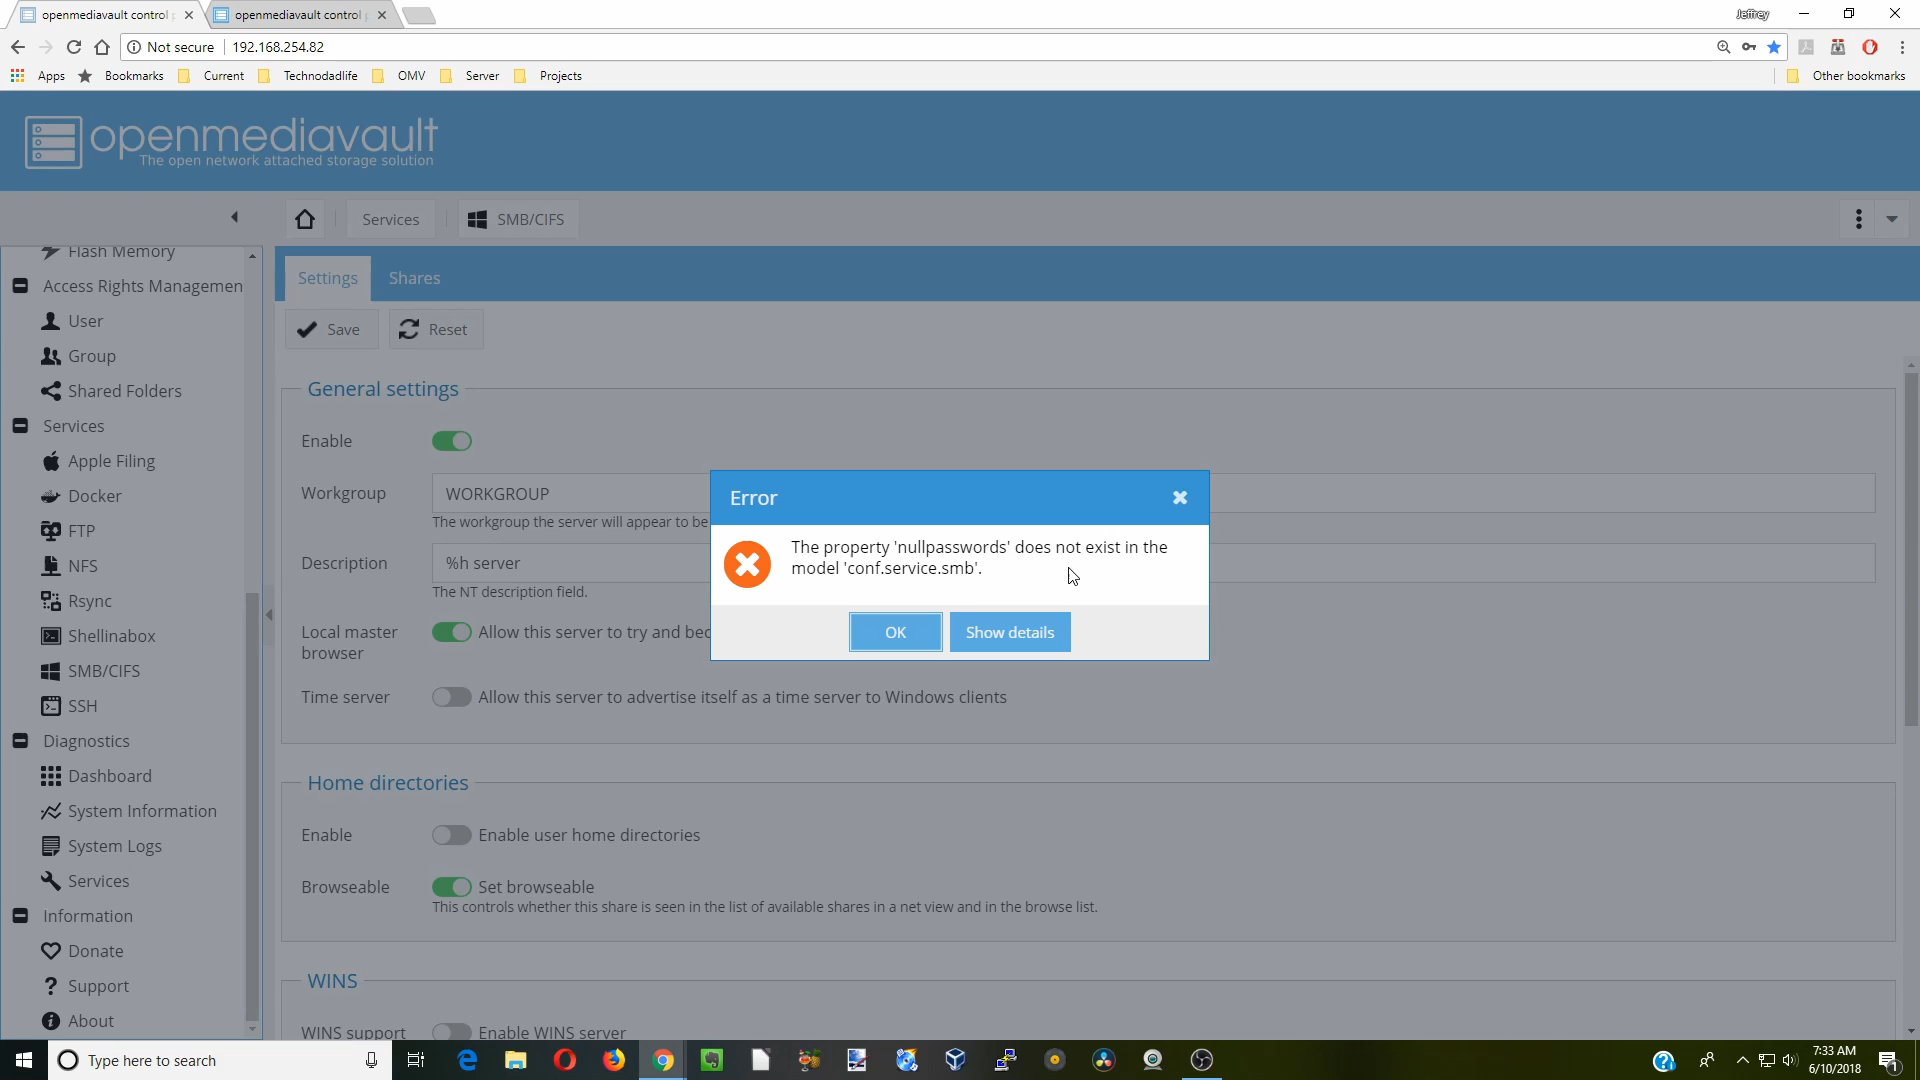 openmediavault control
openmediavault control
Jeffrey
Not secure
192.168.254.82
Apps
Bookmarks
Current
Technodadlife
OMV
Server
Projects
Other bookmarks
openmediavault
The open network attached storage solution
Services
SMB/CIFS
Flash Memory
Access Rights Managemen
User
Group
Shared Folders
Services
Apple Filing
Docker
FTP
NFS
Rsync
Shellinabox
SMB/CIFS
SSH
Diagnostics
Dashboard
System Information
System Logs
Services
Information
Donate
Support
About
Settings
Shares
Save
Reset
General settings
Enable
Workgroup
WORKGROUP
The workgroup the server will appear to be
Description
%h server
The NT description field.
Local master
browser
Allow this server to try and bec
Time server
Allow this server to advertise itself as a time server to Windows clients
Home directories
Enable
Enable user home directories
Browseable
Set browseable
This controls whether this share is seen in the list of available shares in a net view and in the browse list.
WINS
WINS support
Enable WINS server
Error
The property 'nullpasswords' does not exist in the
model 'conf.service.smb'.
OK
Show details
Type here to search
7:33 AM
6/10/2018
1